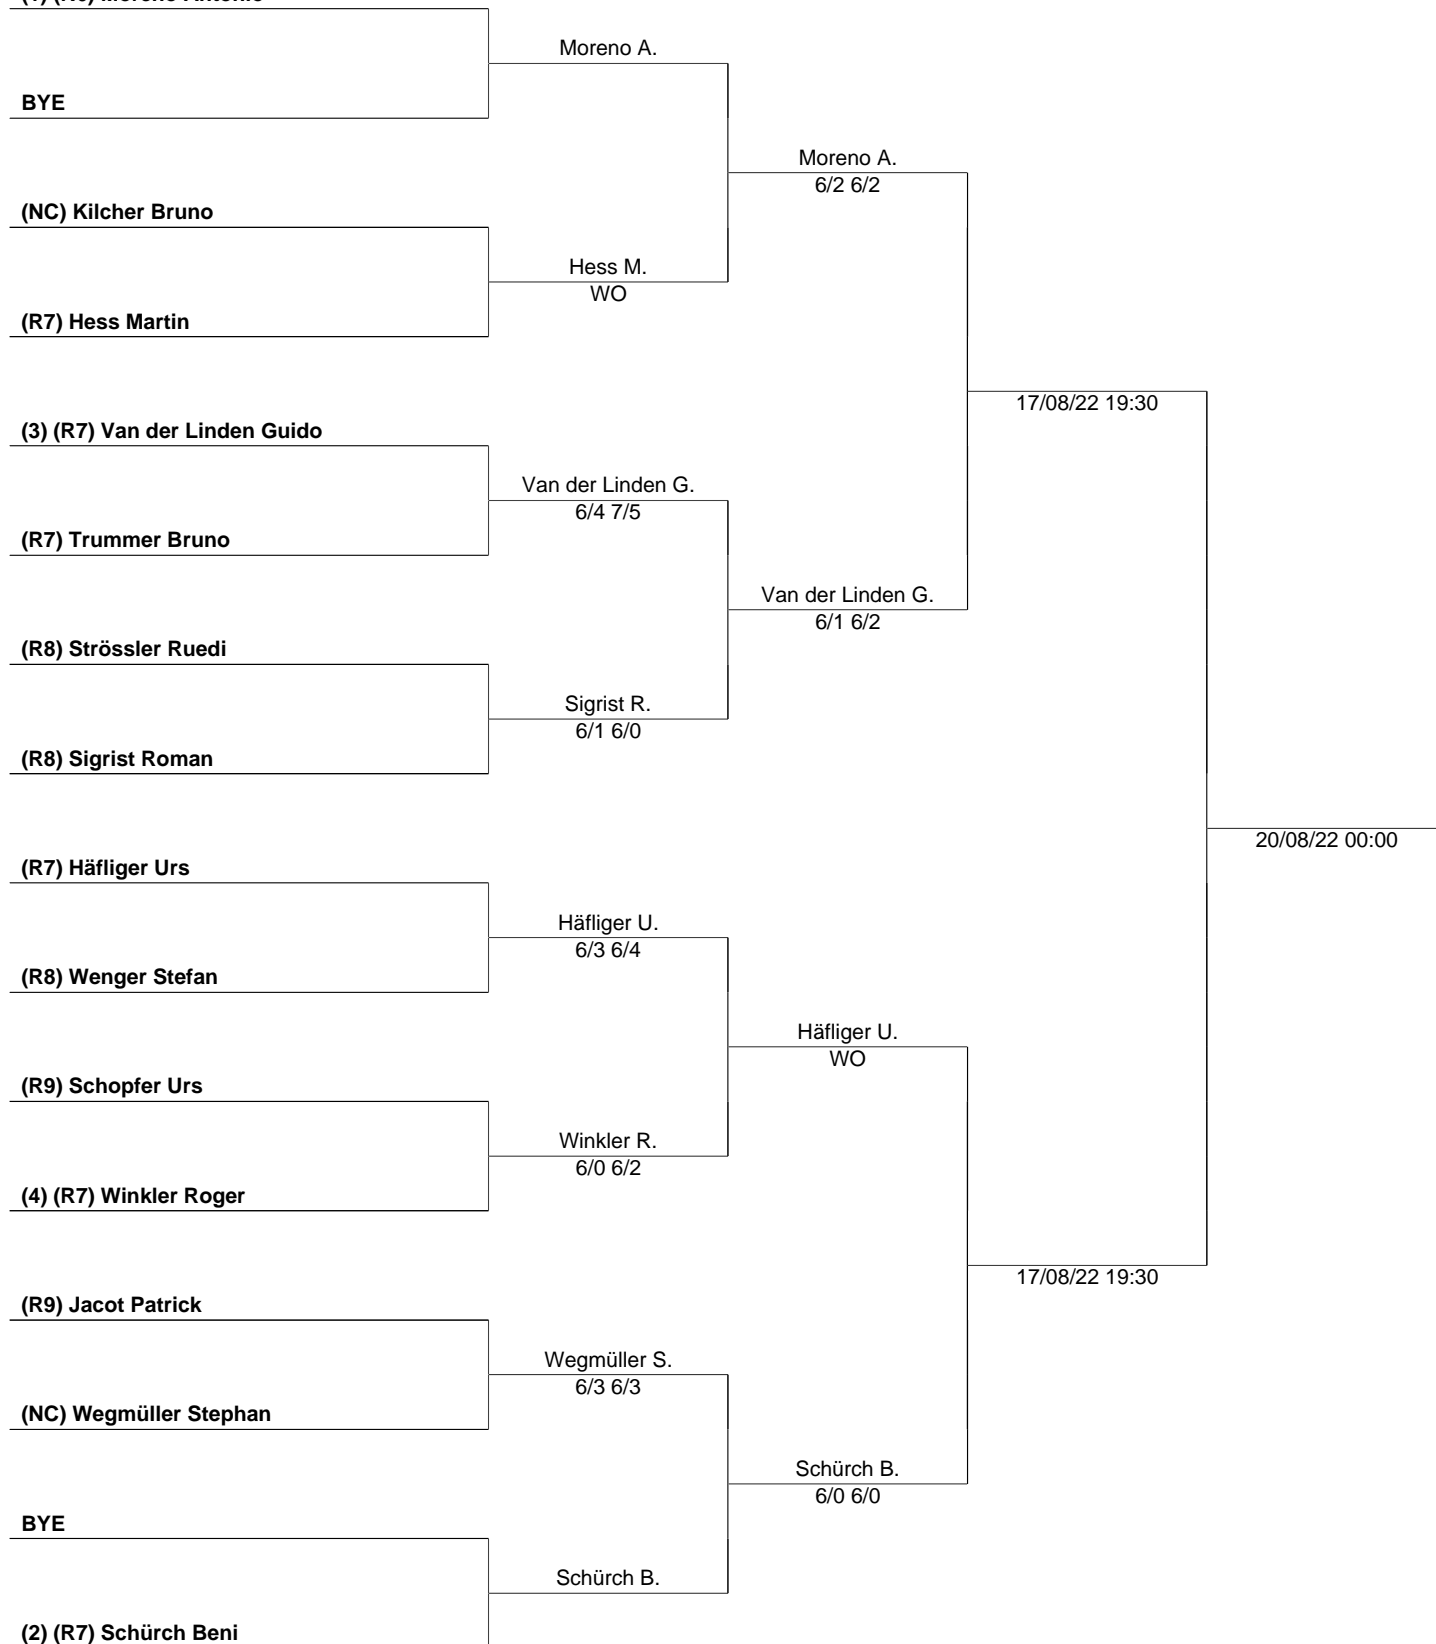 BYE
(NC) Kilcher Bruno
(R7) Hess Martin
(3) (R7) Van der Linden Guido
(R7) Trummer Bruno
(R8) Strössler Ruedi
(R8) Sigrist Roman
(R7) Häfliger Urs
(R8) Wenger Stefan
(R9) Schopfer Urs
(4) (R7) Winkler Roger
(R9) Jacot Patrick
(NC) Wegmüller Stephan
BYE
(2) (R7) Schürch Beni
Moreno A.
Hess M.
WO
Van der Linden G.
6/4 7/5
Sigrist R.
6/1 6/0
Häfliger U.
6/3 6/4
Winkler R.
6/0 6/2
Wegmüller S.
6/3 6/3
Schürch B.
Moreno A.
6/2 6/2
Van der Linden G.
6/1 6/2
Häfliger U.
WO
Schürch B.
6/0 6/0
17/08/22 19:30
17/08/22 19:30
20/08/22 00:00